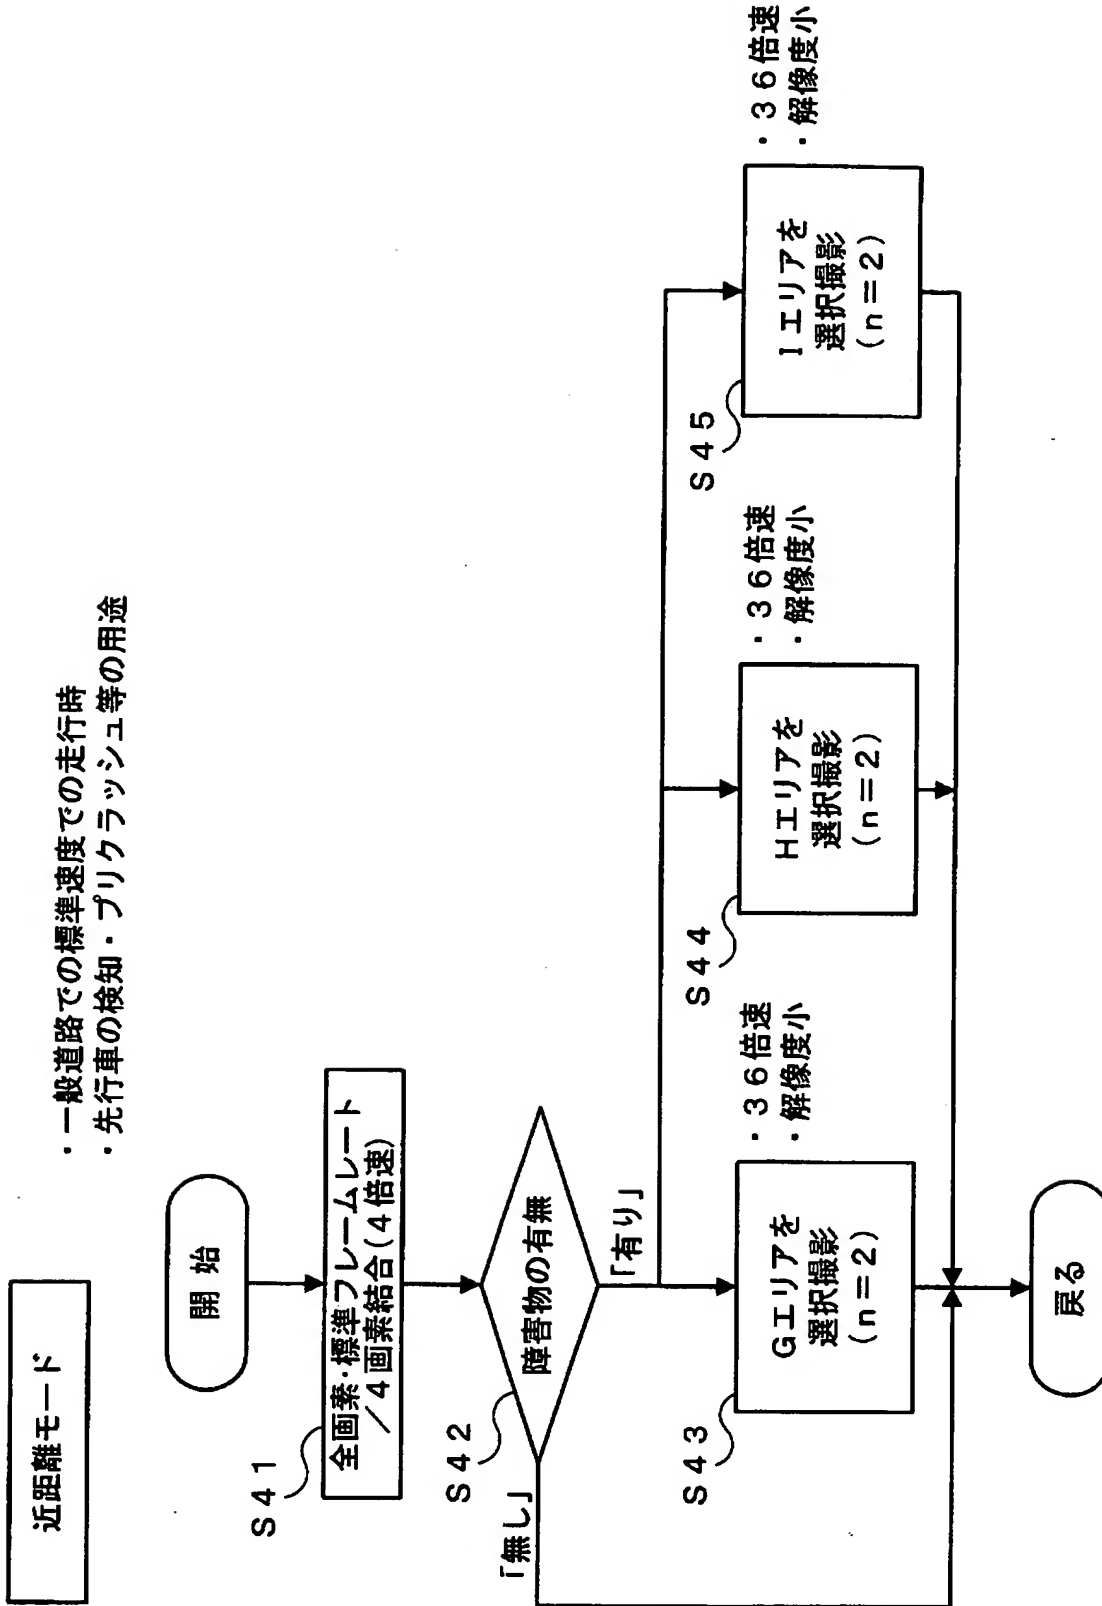 近距離モード
・一般道路での標準速度での走行時
・先行車の検知・プリクラッシュ等の用途
開始
S41
全画素・標準フレームレート
/4画素結合(4倍速)
S42
障害物の有無
「無し」
「有り」
S43
Gエリアを
選択撮影
(n=2)
・36倍速
・解像度小
S44
Hエリアを
選択撮影
(n=2)
・36倍速
・解像度小
S45
Iエリアを
選択撮影
(n=2)
・36倍速
・解像度小
戻る